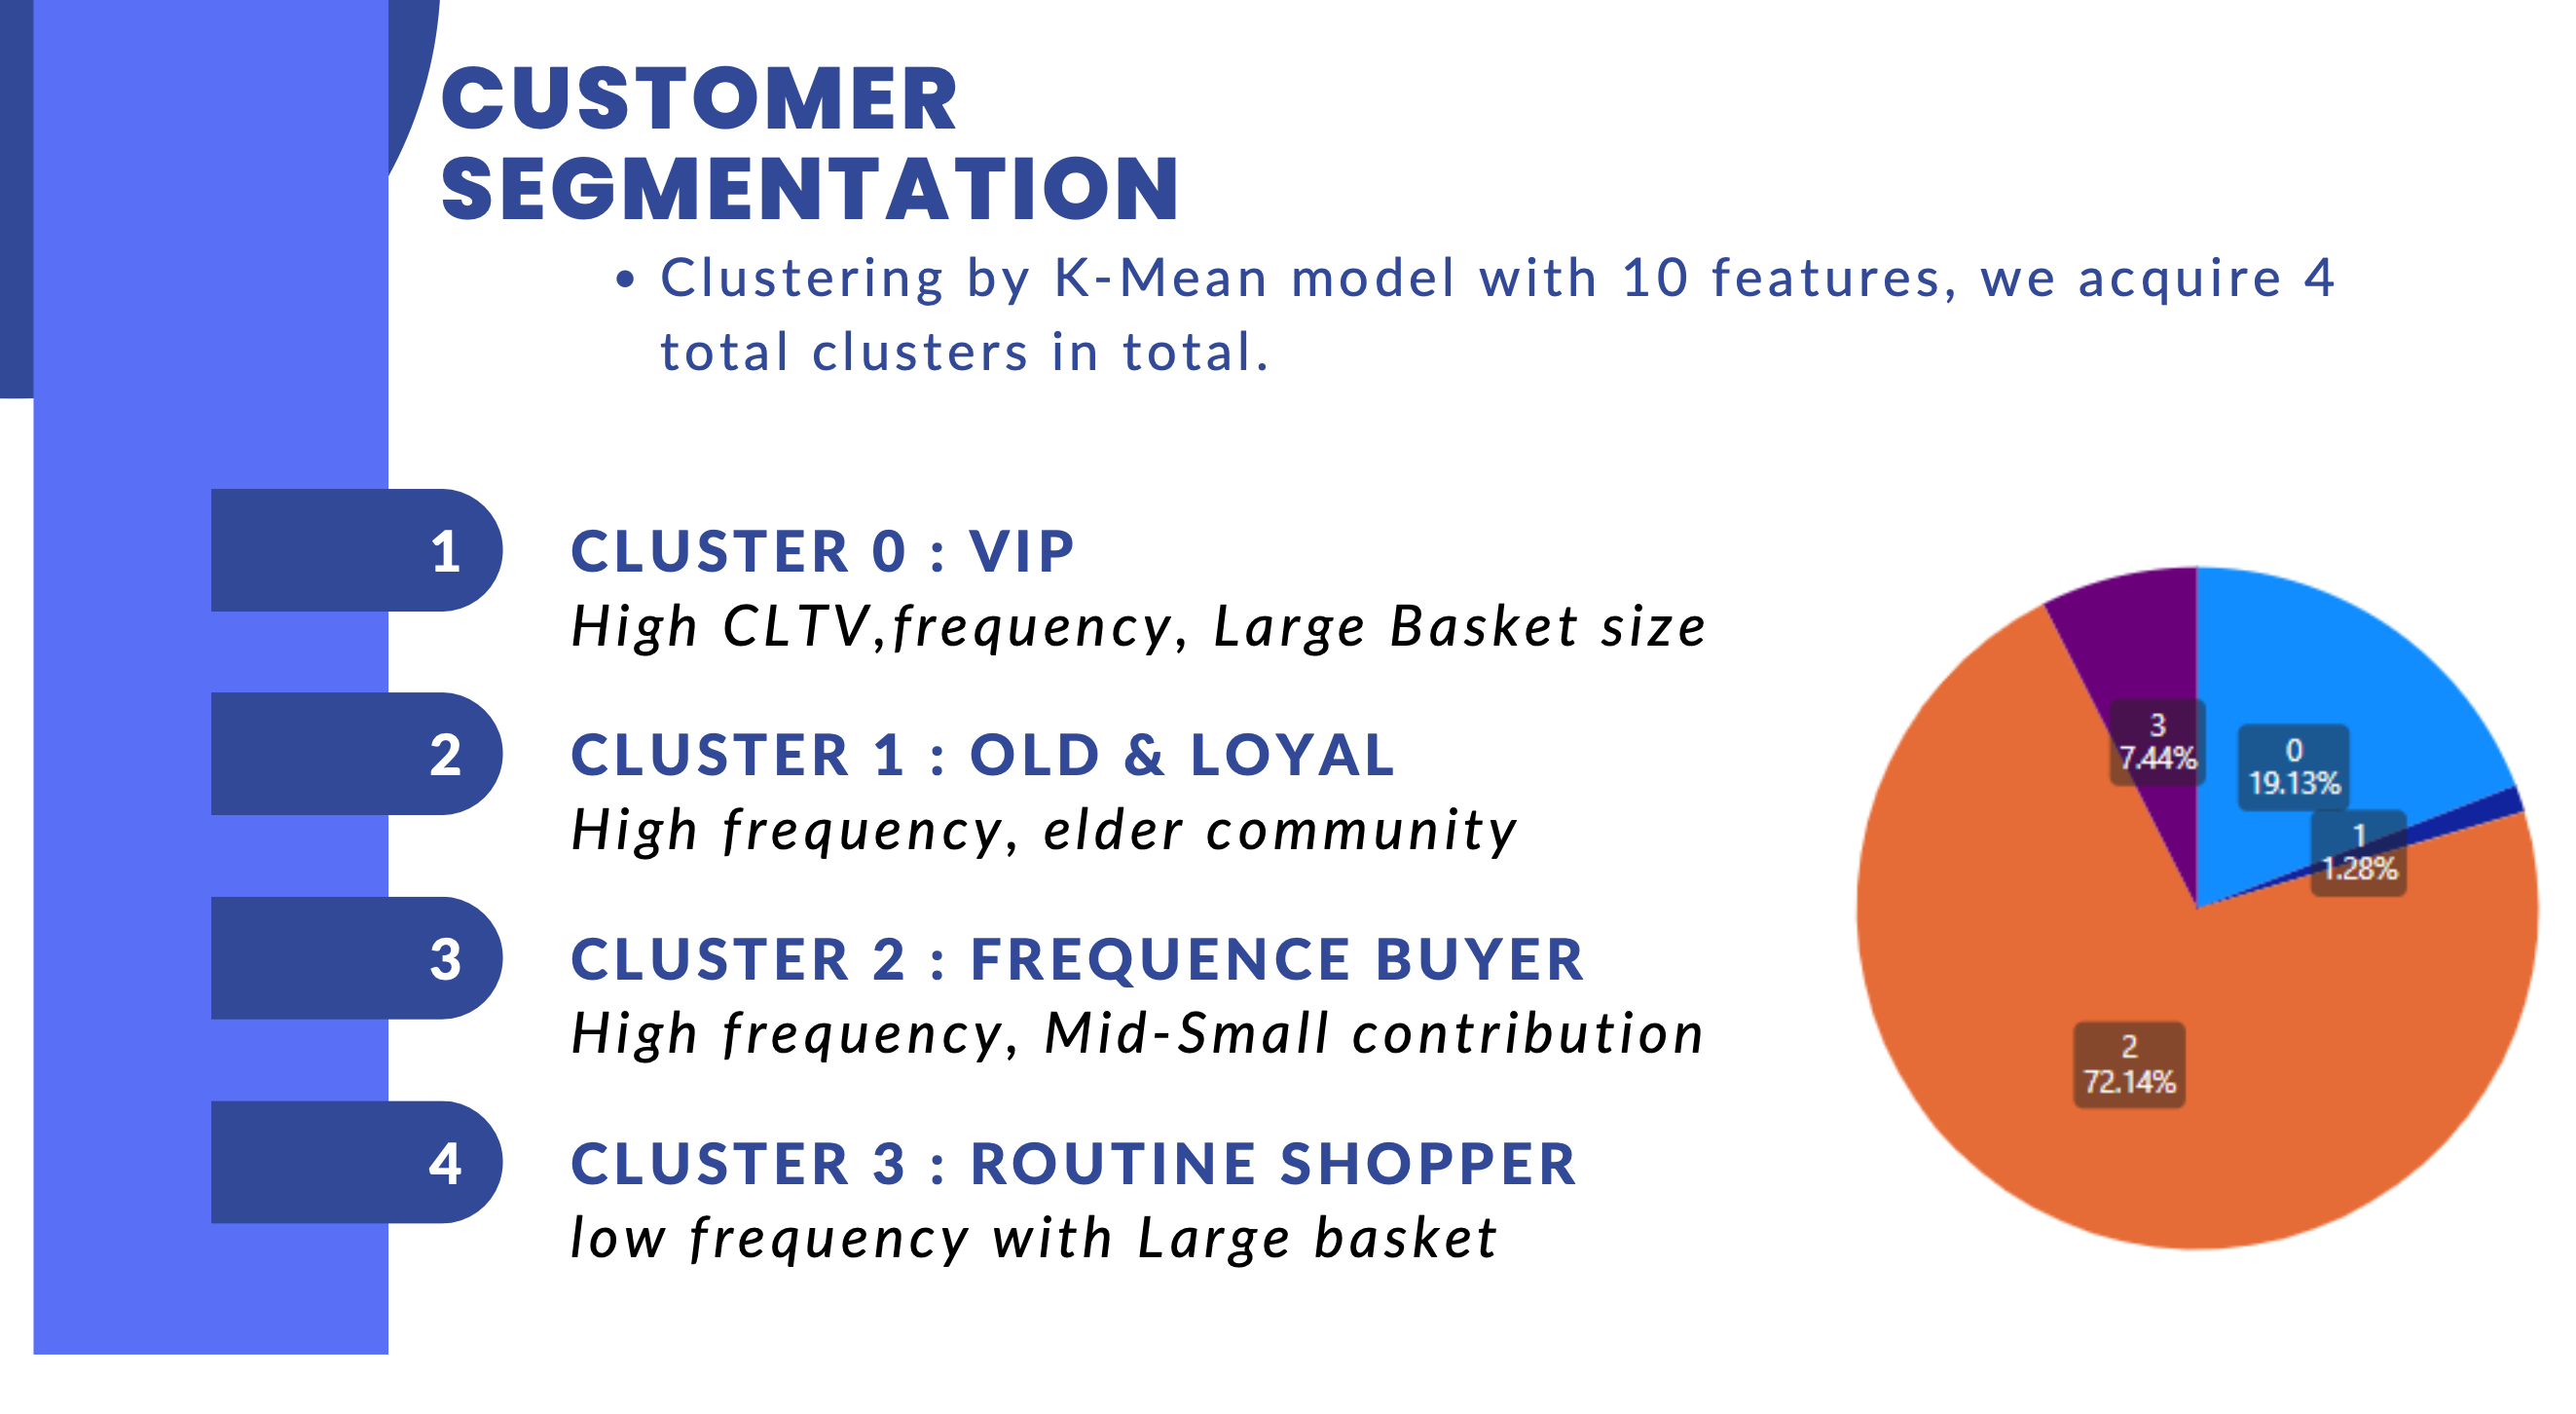 CUSTOMER
SEGMENTATION
• Clustering by K-Mean model with 10 features, we acquire 4
total clusters in total.
1
CLUSTER 0 : VIP
High CLTV,frequency, Large Basket size
2
CLUSTER 1 : OLD & LOYAL
High frequency, elder community
3
CLUSTER 2 : FREQUENCE BUYER
High frequency, Mid-Small contribution
4
CLUSTER 3 : ROUTINE SHOPPER
low frequency with Large basket
3
7.44%
0
19.13%
1
1.28%
2
72.14%